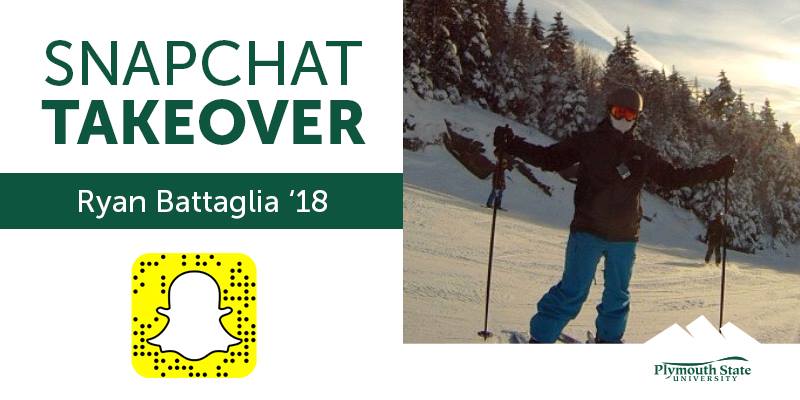 SNAPCHAT
TAKEOVER
Ryan Battaglia ‘18
Plymouth State
UNIVERSITY